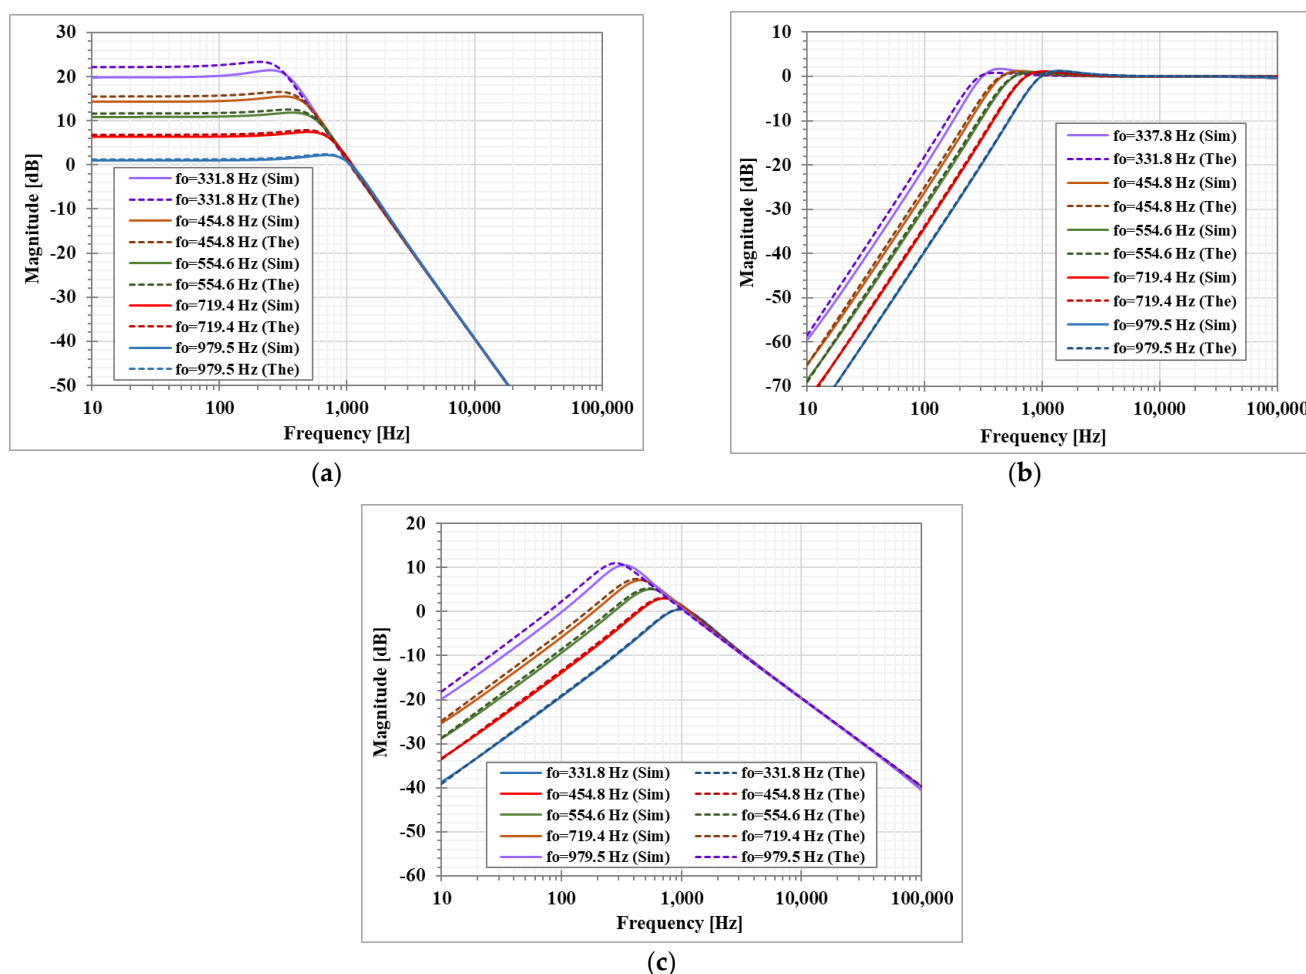 30
20
10
0
-10
-20
-30
-40
-50
Magnitude [dB]
fo=331.8 Hz (Sim)
fo=331.8 Hz (The)
fo=454.8 Hz (Sim)
fo=454.8 Hz (The)
fo=554.6 Hz (Sim)
fo=554.6 Hz (The)
fo=719.4 Hz (Sim)
fo=719.4 Hz (The)
fo=979.5 Hz (Sim)
fo=979.5 Hz (The)
10 100 1,000 10,000 100,000
Frequency [Hz]
(a)
10
0
-10
-20
-30
-40
-50
-60
-70
Magnitude [dB]
fo=337.8 Hz (Sim)
fo=331.8 Hz (The)
fo=454.8 Hz (Sim)
fo=454.8 Hz (The)
fo=554.6 Hz (Sim)
fo=554.6 Hz (The)
fo=719.4 Hz (Sim)
fo=719.4 Hz (The)
fo=979.5 Hz (Sim)
fo=979.5 Hz (The)
10 100 1,000 10,000 100,000
Frequency [Hz]
(b)
20
10
0
-10
-20
-30
-40
-50
-60
Magnitude [dB]
fo=331.8 Hz (Sim) fo=331.8 Hz (The)
fo=454.8 Hz (Sim) fo=454.8 Hz (The)
fo=554.6 Hz (Sim) fo=554.6 Hz (The)
fo=719.4 Hz (Sim) fo=719.4 Hz (The)
fo=979.5 Hz (Sim) fo=979.5 Hz (The)
10 100 1,000 10,000 100,000
Frequency [Hz]
(c)